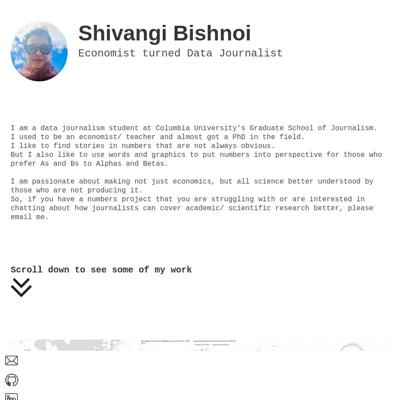 Shivangi Bishnoi
Economist turned Data Journalist
I am a data journalism student at Columbia University's Graduate School of Journalism.
I used to be an economist/ teacher and almost got a PhD in the field.
I like to find stories in numbers that are not always obvious.
But I also like to use words and graphics to put numbers into perspective for those who
prefer As and Bs to Alphas and Betas.
I am passionate about making not just economics, but all science better understood by
those who are not producing it.
So, if you have a numbers project that you are struggling with or are interested in
chatting about how journalists can cover academic/ scientific research better, please
email me.
Scroll down to see some of my work